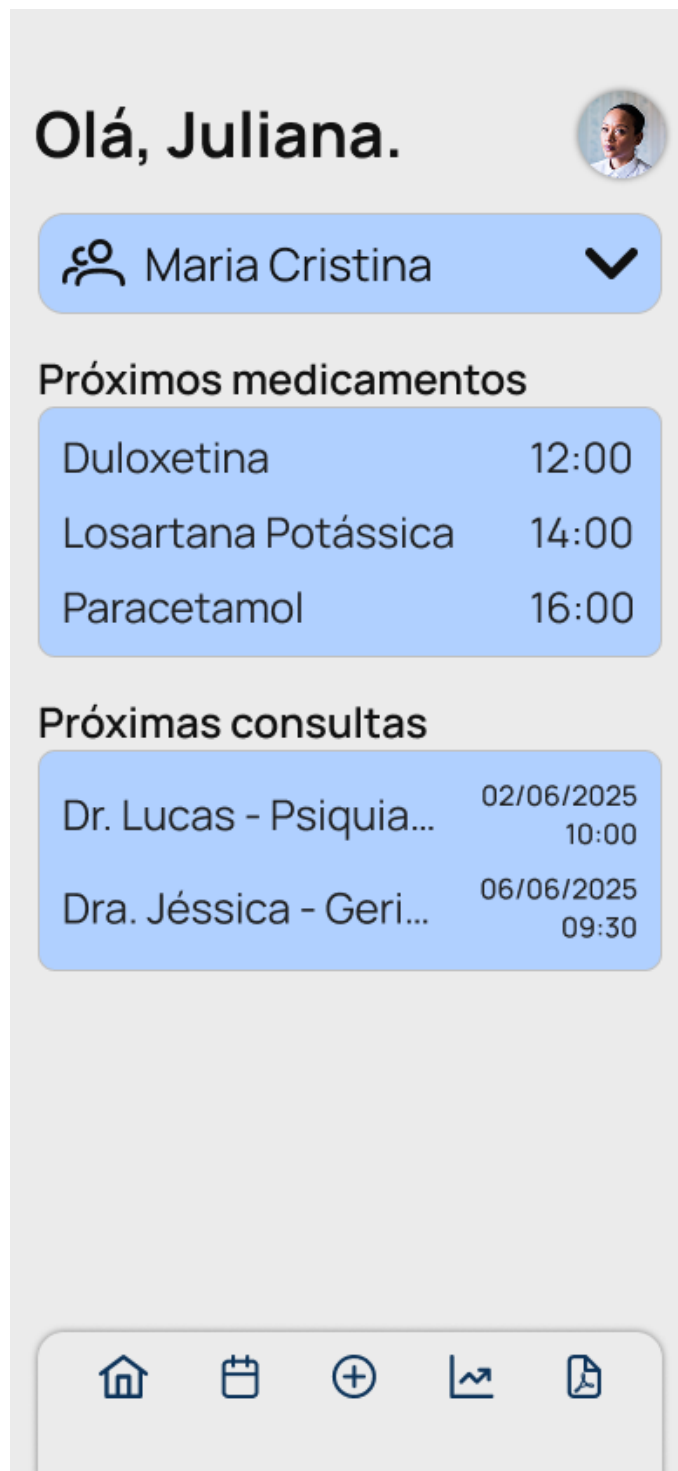 Olá, Juliana.
Maria Cristina
Próximos medicamentos
Duloxetina 12:00
Losartana Potássica 14:00
Paracetamol 16:00
Próximas consultas
Dr. Lucas - Psiquia... 02/06/2025
10:00
Dra. Jéssica - Geri... 06/06/2025
09:30